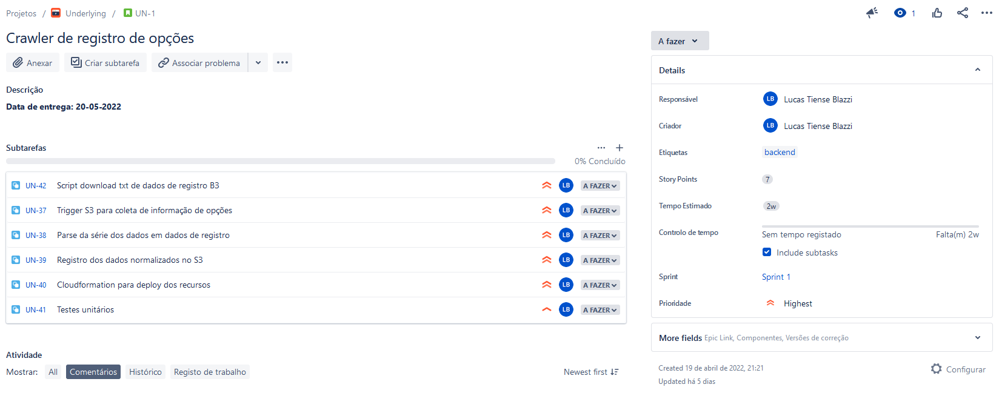 Projetos / Underlying / UN-1
1
Crawler de registro de opções
Anexar Criar subtarefa Associar problema
Descrição
Data de entrega: 20-05-2022
Subtarefas
0% Concluído
UN-42 Script download txt de dados de registro B3 LB A FAZER
UN-37 Trigger S3 para coleta de informação de opções LB A FAZER
UN-38 Parse da série dos dados em dados de registro LB A FAZER
UN-39 Registro dos dados normalizados no S3 LB A FAZER
UN-40 Cloudformation para deploy dos recursos LB A FAZER
UN-41 Testes unitários LB A FAZER
Atividade
Mostrar: All Comentários Histórico Registo de trabalho Newest first
A fazer
Details
Responsável LB Lucas Tiense Blazzi
Criador LB Lucas Tiense Blazzi
Etiquetas backend
Story Points 7
Tempo Estimado 2w
Controlo de tempo Sem tempo registado Falta(m) 2w
Include subtasks
Sprint Sprint 1
Prioridade Highest
More fields Epic Link, Componentes, Versões de correção
Created 19 de abril de 2022, 21:21 Configurar
Updated há 5 dias